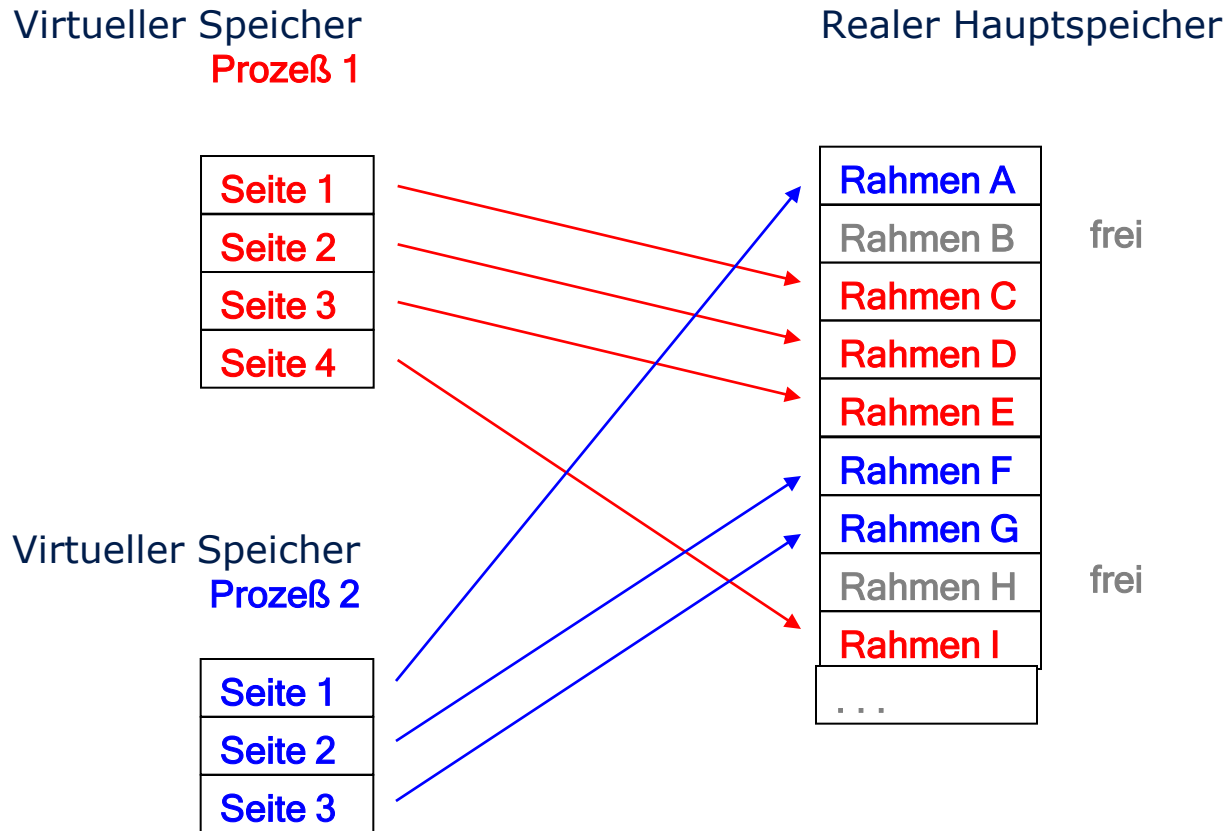 Virtueller Speicher
Prozeß 1
Seite 1
Seite 2
Seite 3
Seite 4
Virtueller Speicher
Prozeß 2
Seite 1
Seite 2
Seite 3
Realer Hauptspeicher
Rahmen A
Rahmen B frei
Rahmen C
Rahmen D
Rahmen E
Rahmen F
Rahmen G
Rahmen H frei
Rahmen I
. . .